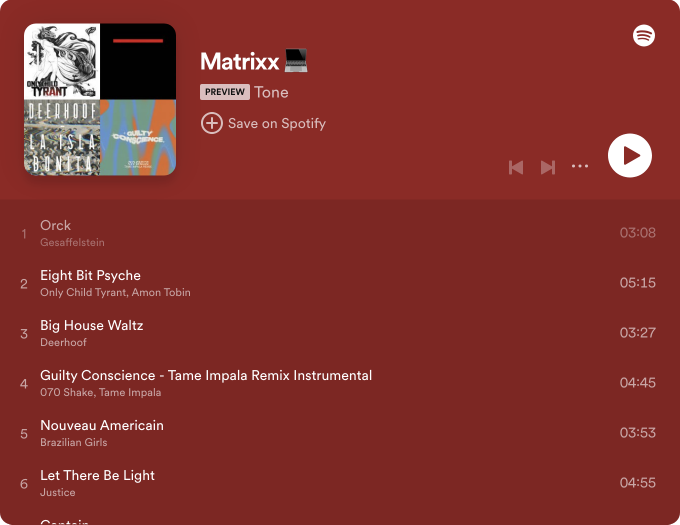 ONLY CHILD
TYRANT
DEERHOOF
LA ISLA
BONITA
GUILTY
CONSCIENCE
Matrixx 💻
PREVIEW Tone
Save on Spotify
1 Orck 03:08
Gesaffelstein
2 Eight Bit Psyche 05:15
Only Child Tyrant, Amon Tobin
3 Big House Waltz 03:27
Deerhoof
4 Guilty Conscience - Tame Impala Remix Instrumental 04:45
070 Shake, Tame Impala
5 Nouveau Americain 03:53
Brazilian Girls
6 Let There Be Light 04:55
Justice